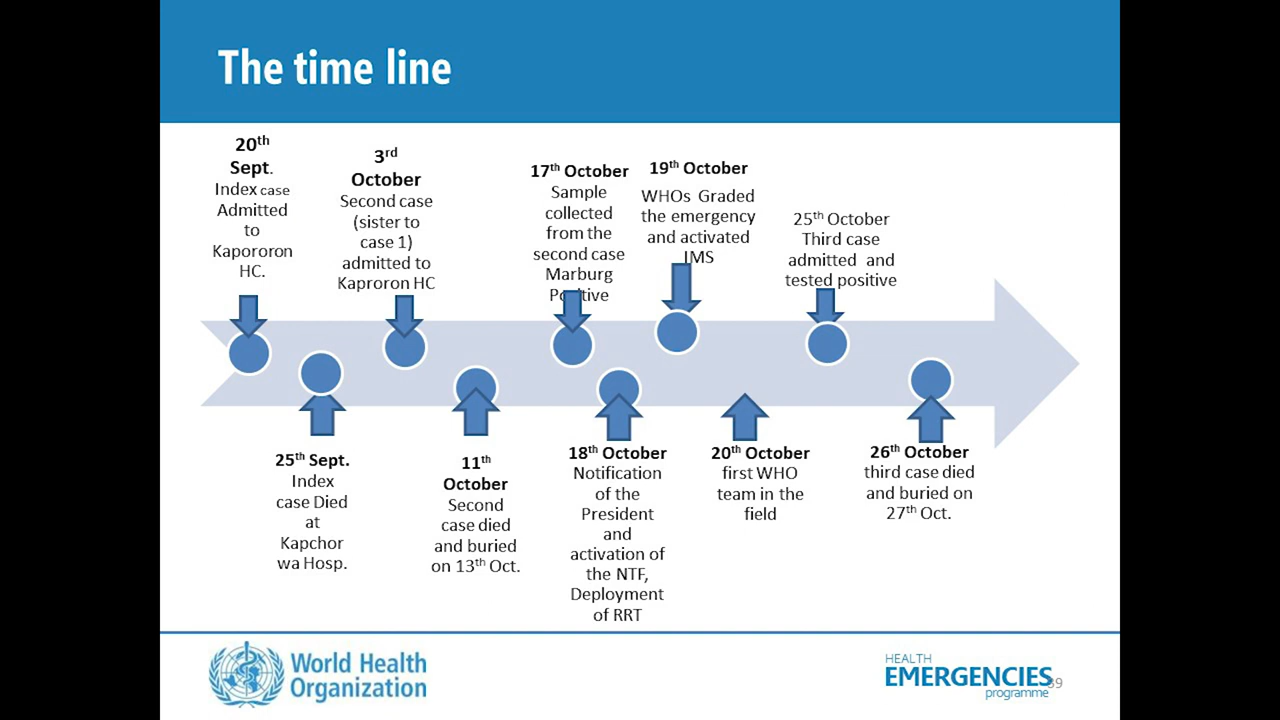 The time line
20th
Sept.
Index case
Admitted
to
Kapororon
HC.
3rd
October
Second case
(sister to
case 1)
admitted to
Kaproron HC
17th October
Sample
collected
from the
second case
Marburg
Positive
19th October
WHOs Graded
the emergency
and activated
IMS
25th October
Third case
admitted and
tested positive
25th Sept.
Index
case Died
at
Kapchor
wa Hosp.
11th
October
Second
case died
and buried
on 13th Oct.
18th October
Notification
of the
President
and
activation of
the NTF,
Deployment
of RRT
20th October
first WHO
team in the
field
26th October
third case died
and buried on
27th Oct.
World Health
Organization
HEALTH
EMERGENCIES
programme